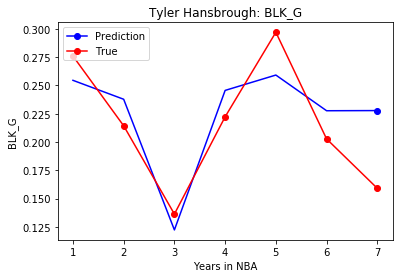 Tyler Hansbrough: BLK_G
Prediction
True
0.300
0.275
0.250
0.225
0.200
0.175
0.150
0.125
BLK_G
1 2 3 4 5 6 7
Years in NBA